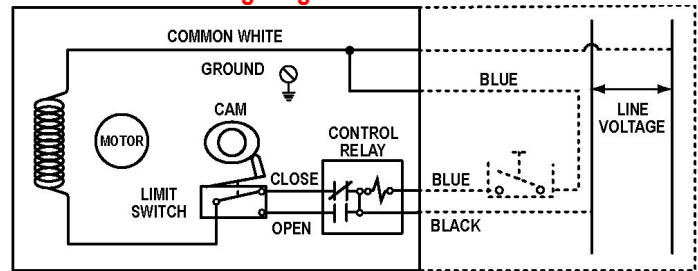 COMMON WHITE
GROUND
BLUE
CAM
LINE
VOLTAGE
MOTOR
CONTROL
RELAY
CLOSE
BLUE
LIMIT
SWITCH
OPEN
BLACK